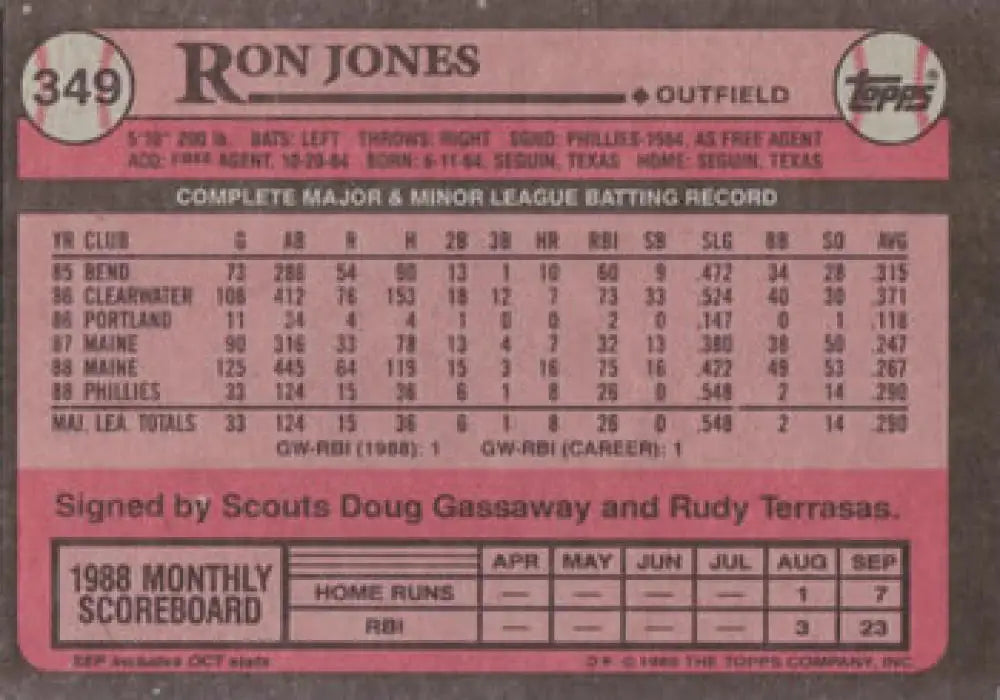 349
RON JONES
◆ OUTFIELD
TOPPS®
5'10" 200 lb. BATS: LEFT THROWS: RIGHT SGND: PHILLIES-1984, AS FREE AGENT
ACQ: FREE AGENT, 10-20-84 BORN: 6-11-64, SEGUIN, TEXAS HOME: SEGUIN, TEXAS
COMPLETE MAJOR & MINOR LEAGUE BATTING RECORD
YR CLUB G AB R H 2B 3B HR RBI SB SLG BB SO AVG
85 BEND 73 286 54 90 13 1 10 60 9 .472 34 28 .315
86 CLEARWATER 108 412 76 153 18 12 7 73 33 .524 40 30 .371
86 PORTLAND 11 34 4 4 1 0 0 2 0 .147 0 1 .118
87 MAINE 90 316 33 78 13 4 7 32 13 .380 38 50 .247
88 MAINE 125 445 64 119 15 3 16 75 16 .422 49 53 .267
88 PHILLIES 33 124 15 36 6 1 8 26 0 .548 2 14 .290
MAJ. LEA. TOTALS 33 124 15 36 6 1 8 26 0 .548 2 14 .290
GW-RBI (1988): 1 GW-RBI (CAREER): 1
Signed by Scouts Doug Gassaway and Rudy Terrasas.
1988 MONTHLY SCOREBOARD
APR MAY JUN JUL AUG SEP
HOME RUNS — — — — 1 7
RBI — — — — 3 23
SEP includes OCT stats
© 1989 THE TOPPS COMPANY, INC.